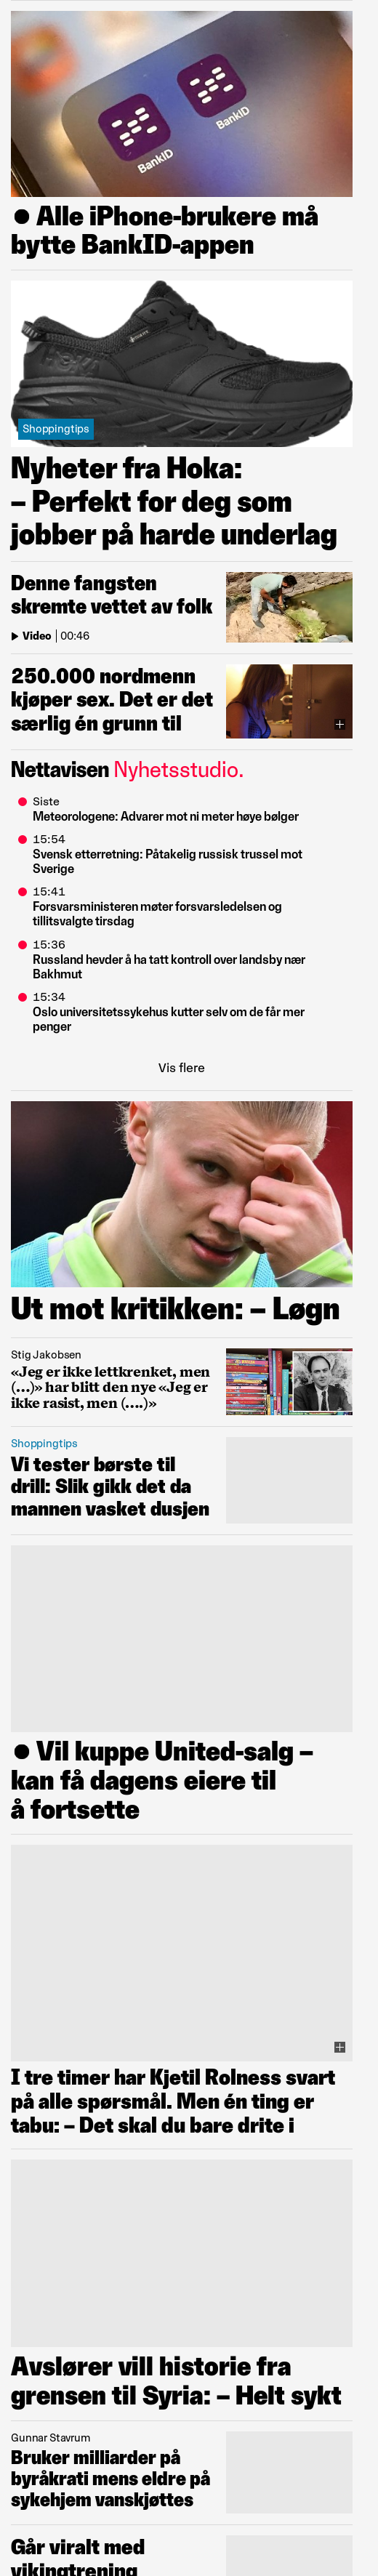 BankID
BankID
● Alle iPhone-brukere må
bytte BankID-appen
Shoppingtips
Nyheter fra Hoka:
– Perfekt for deg som
jobber på harde underlag
Denne fangsten
skremte vettet av folk
Video | 00:46
250.000 nordmenn
kjøper sex. Det er det
særlig én grunn til
Nettavisen Nyhetsstudio.
Siste
Meteorologene: Advarer mot ni meter høye bølger
15:54
Svensk etterretning: Påtakelig russisk trussel mot
Sverige
15:41
Forsvarsministeren møter forsvarsledelsen og
tillitsvalgte tirsdag
15:36
Russland hevder å ha tatt kontroll over landsby nær
Bakhmut
15:34
Oslo universitetssykehus kutter selv om de får mer
penger
Vis flere
Ut mot kritikken: – Løgn
Stig Jakobsen
«Jeg er ikke lettkrenket, men
(…)» har blitt den nye «Jeg er
ikke rasist, men (….)»
Shoppingtips
Vi tester børste til
drill: Slik gikk det da
mannen vasket dusjen
● Vil kuppe United-salg –
kan få dagens eiere til
å fortsette
I tre timer har Kjetil Rolness svart
på alle spørsmål. Men én ting er
tabu: – Det skal du bare drite i
Avslører vill historie fra
grensen til Syria: – Helt sykt
Gunnar Stavrum
Bruker milliarder på
byråkrati mens eldre på
sykehjem vanskjøttes
Går viralt med
vikingtrening